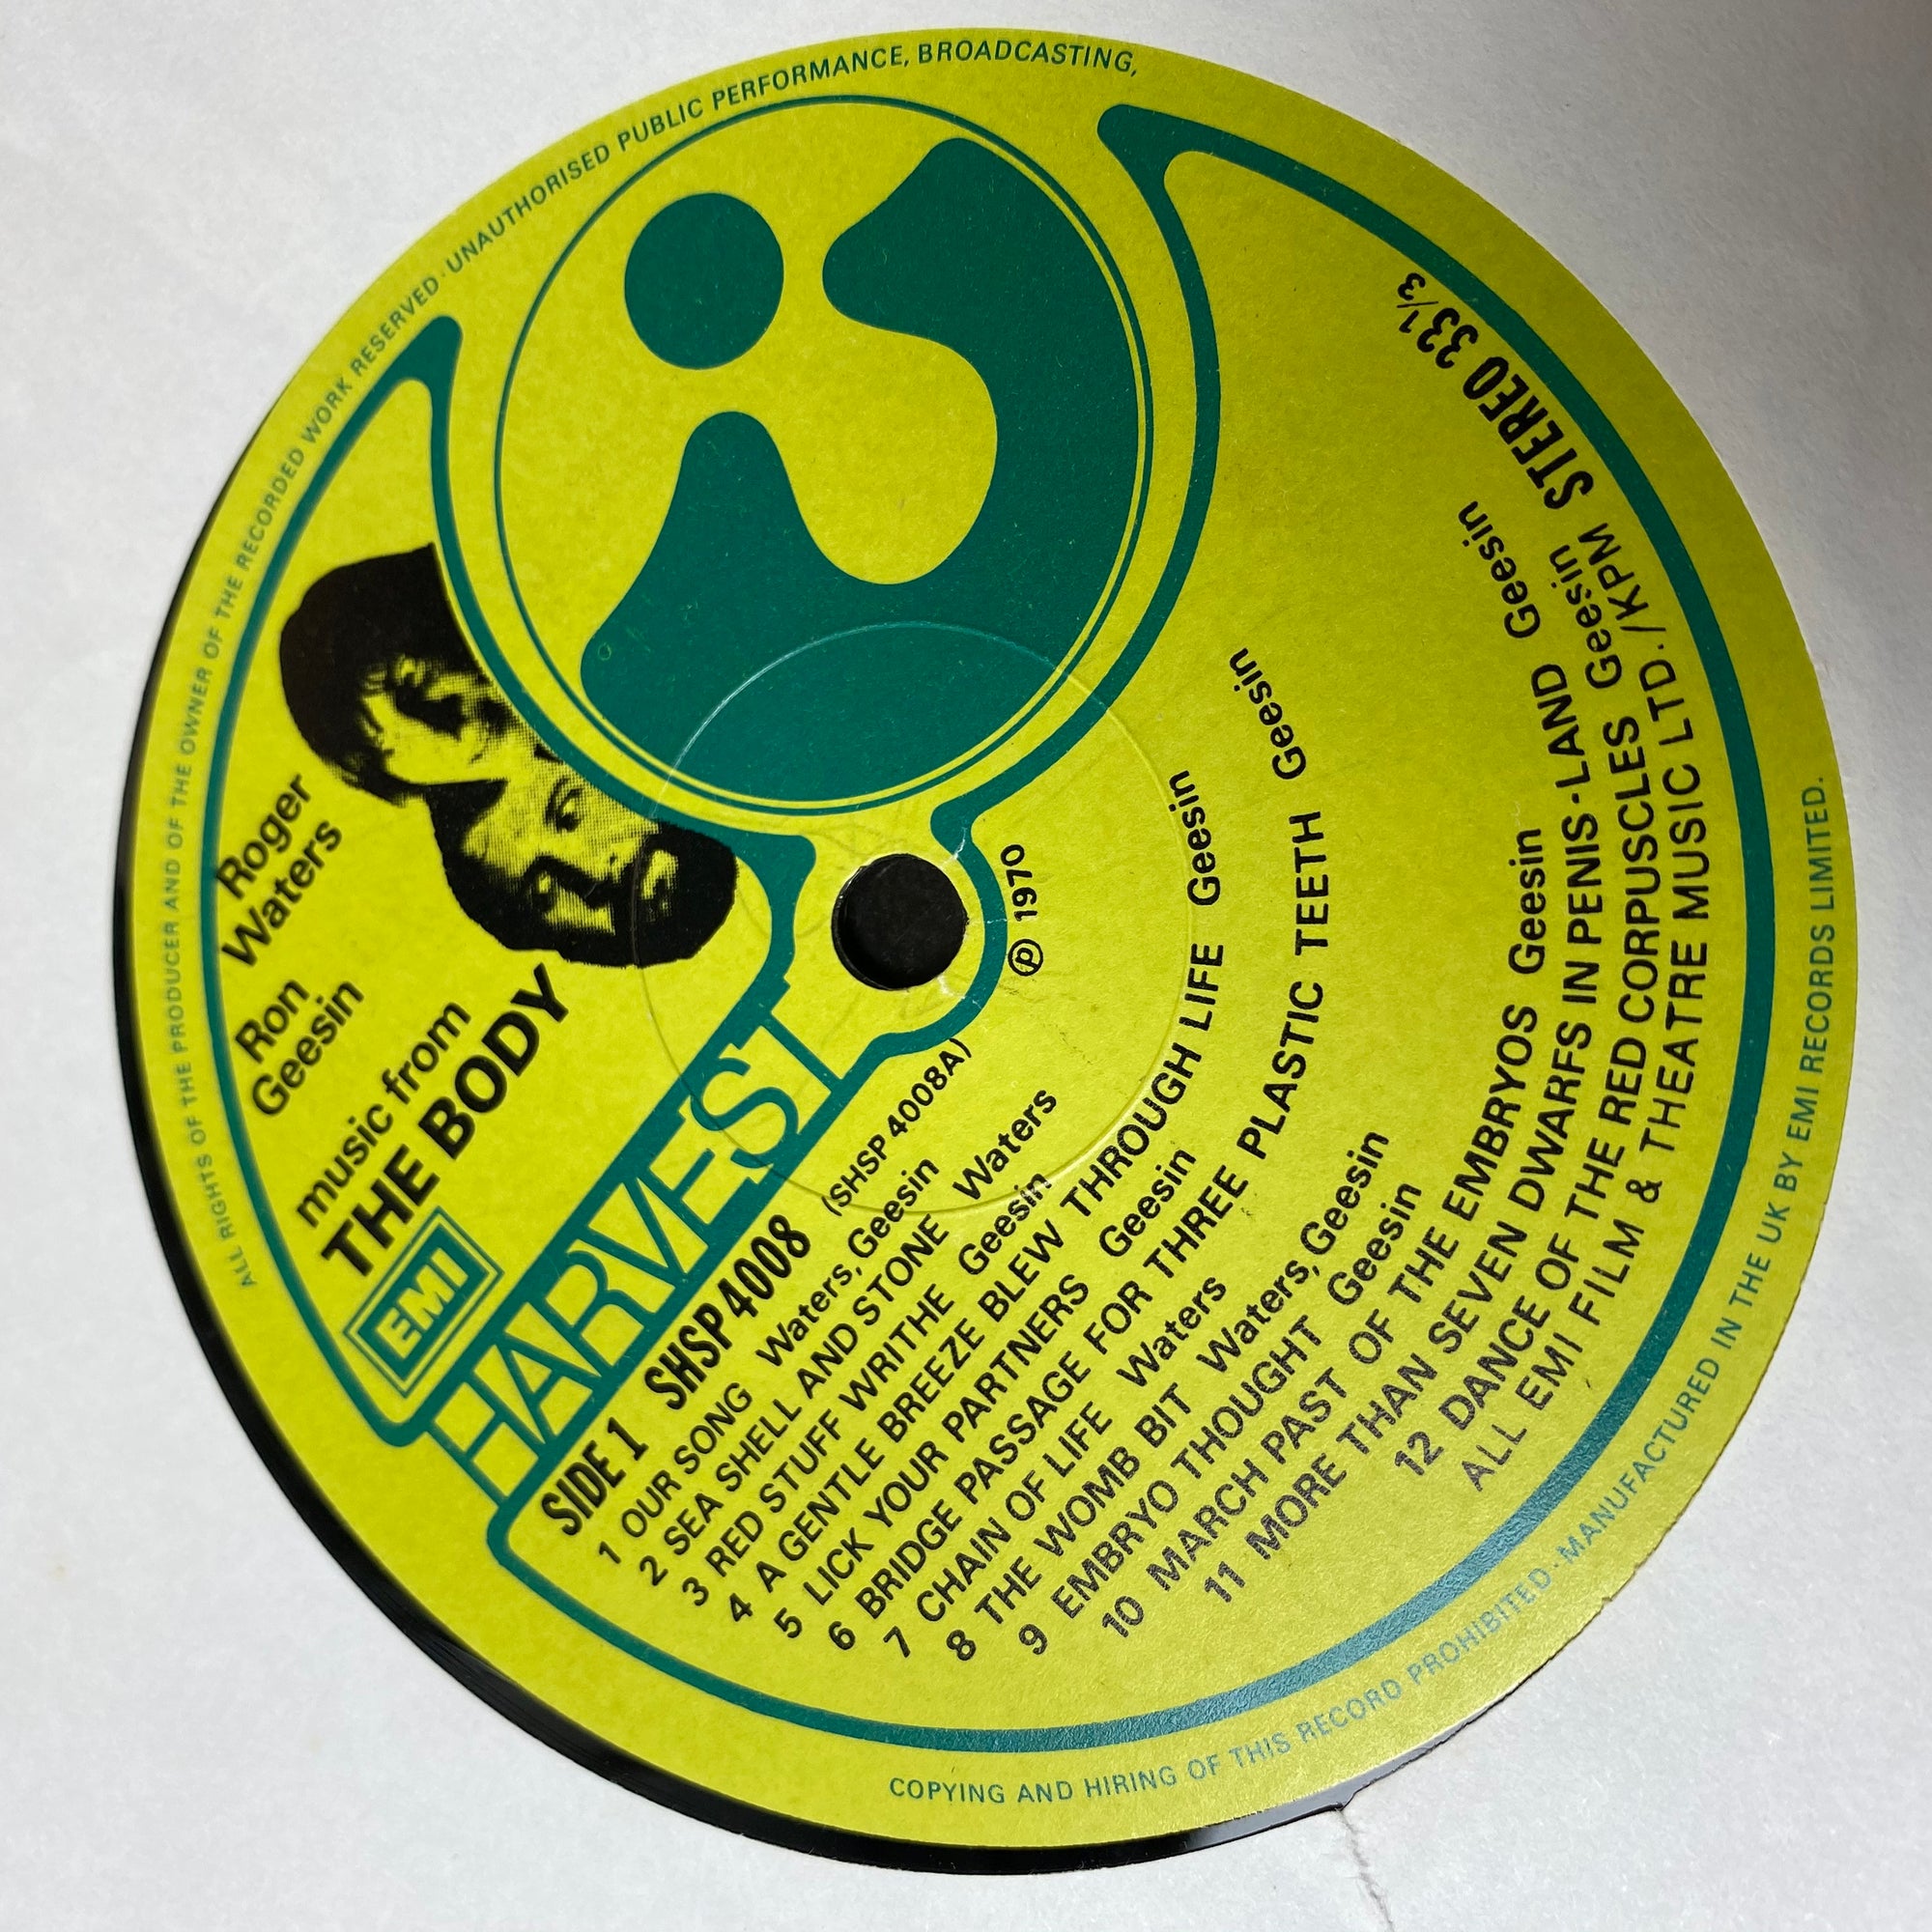 ALL RIGHTS OF THE PRODUCER AND OF THE OWNER OF THE RECORDED WORK RESERVED · UNAUTHORISED PUBLIC PERFORMANCE, BROADCASTING,
COPYING AND HIRING OF THIS RECORD PROHIBITED · MANUFACTURED IN THE UK BY EMI RECORDS LIMITED.
Roger
Waters
Ron
Geesin
music from
THE BODY
EMI
HARVEST
℗ 1970
SIDE 1 SHSP 4008 (SHSP 4008A)
1 OUR SONG Waters, Geesin
2 SEA SHELL AND STONE Waters
3 RED STUFF WRITHE Geesin
4 A GENTLE BREEZE BLEW THROUGH LIFE Geesin
5 LICK YOUR PARTNERS Geesin
6 BRIDGE PASSAGE FOR THREE PLASTIC TEETH Geesin
7 CHAIN OF LIFE Waters
8 THE WOMB BIT Waters, Geesin
9 EMBRYO THOUGHT Geesin
10 MARCH PAST OF THE EMBRYOS Geesin
11 MORE THAN SEVEN DWARFS IN PENIS-LAND Geesin
12 DANCE OF THE RED CORPUSCLES Geesin
ALL EMI FILM & THEATRE MUSIC LTD./KPM
STEREO 33 1/3